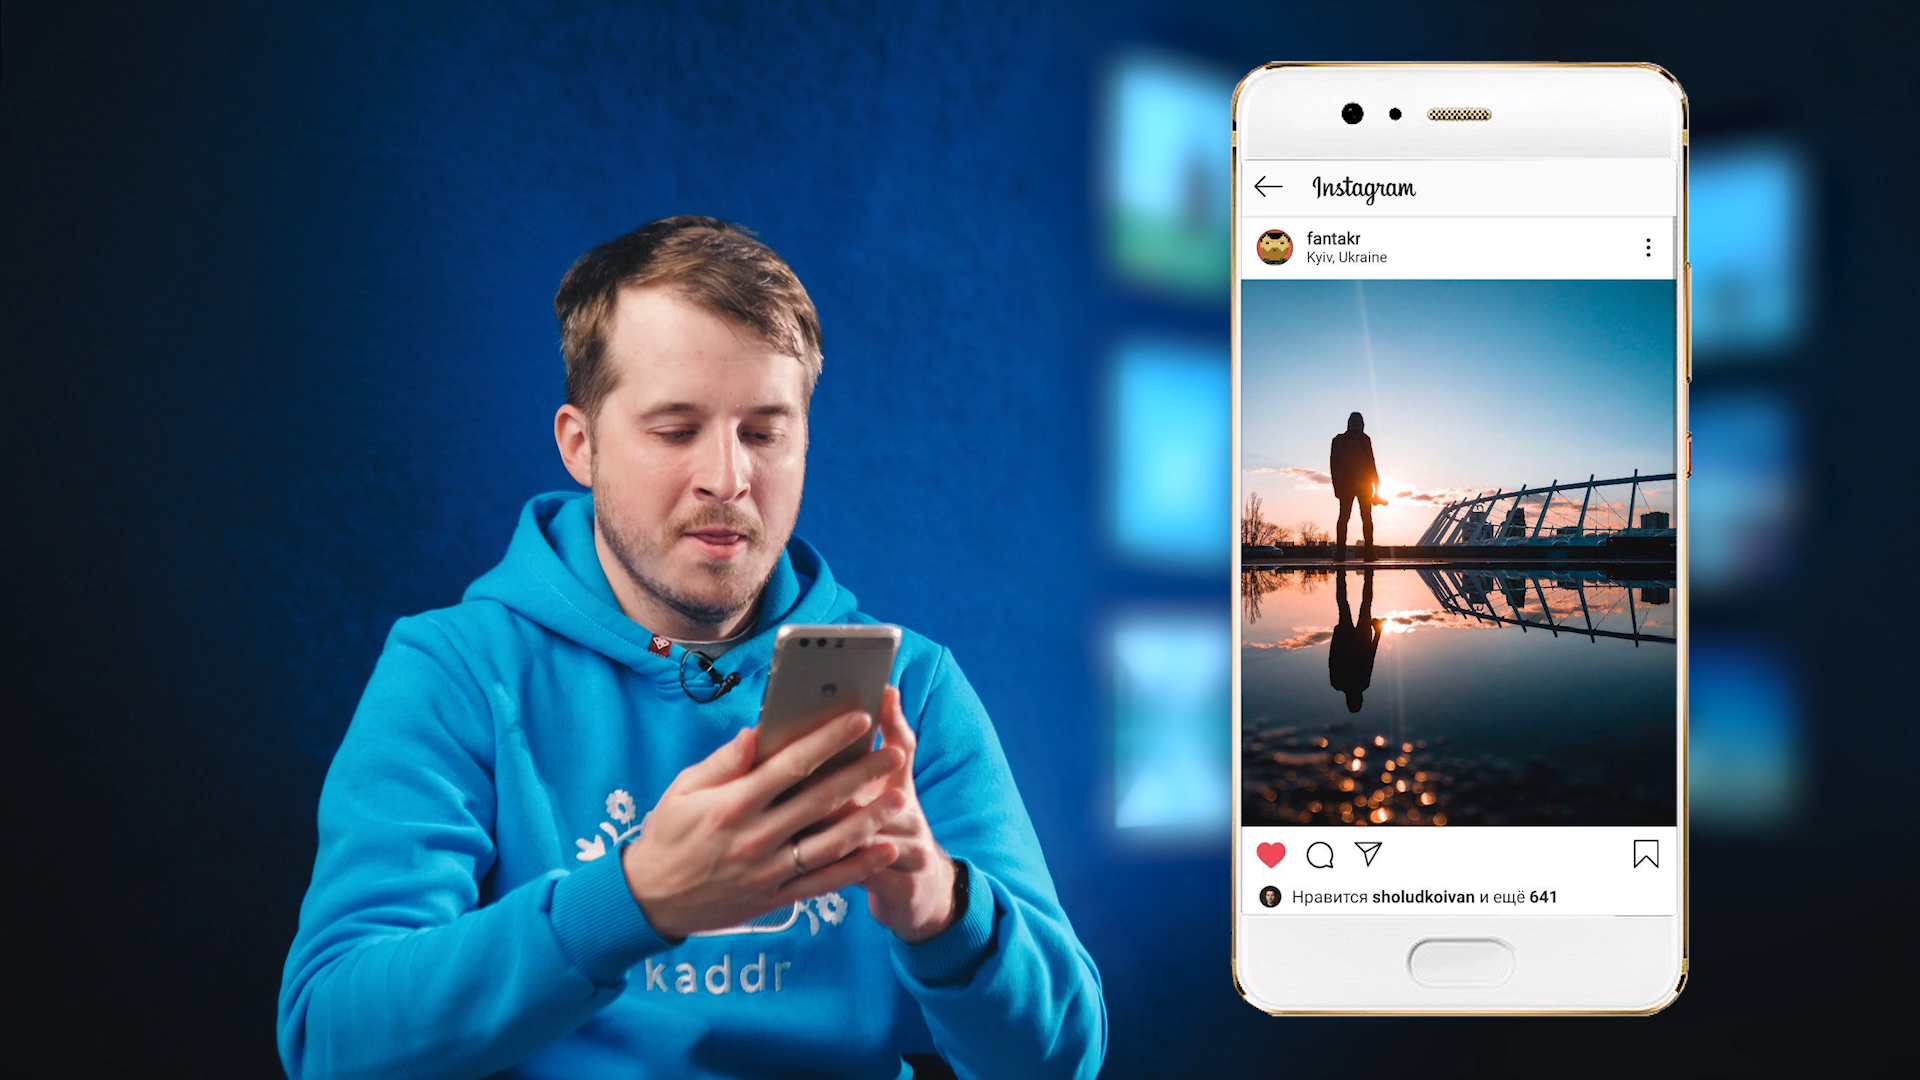 Instagram
fantakr
Kyiv, Ukraine
Нравится sholudkoivan и ещё 641
kaddr